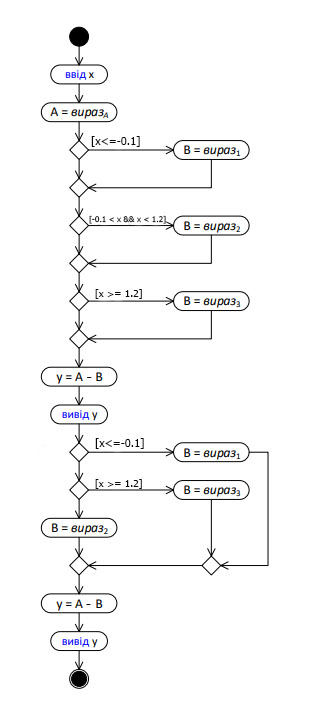 ввід x
A = виразA
[x<=-0.1]
B = вираз1
[-0.1 < x && x < 1.2]
B = вираз2
[x >= 1.2]
B = вираз3
y = A – B
вивід y
[x<=-0.1]
B = вираз1
[x >= 1.2]
B = вираз3
B = вираз2
y = A – B
вивід y